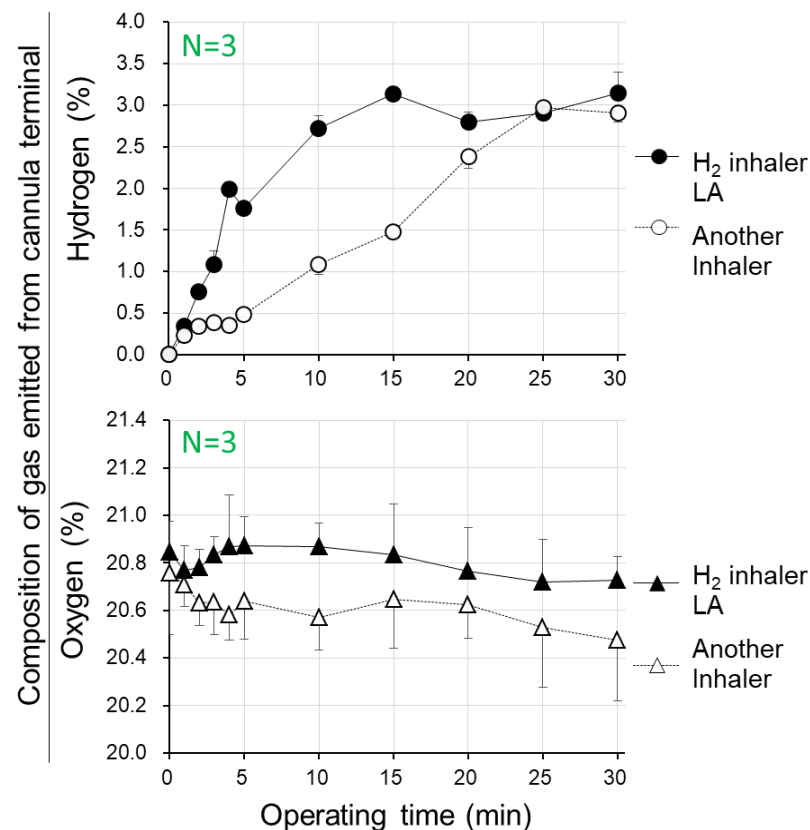 Composition of gas emitted from cannula terminal
Hydrogen (%)
4.0
3.5
3.0
2.5
2.0
1.5
1.0
0.5
0.0
N=3
0 5 10 15 20 25 30
H₂ inhaler
LA
Another
Inhaler
Oxygen (%)
21.4
21.2
21.0
20.8
20.6
20.4
20.2
20.0
N=3
0 5 10 15 20 25 30
H₂ inhaler
LA
Another
Inhaler
Operating time (min)